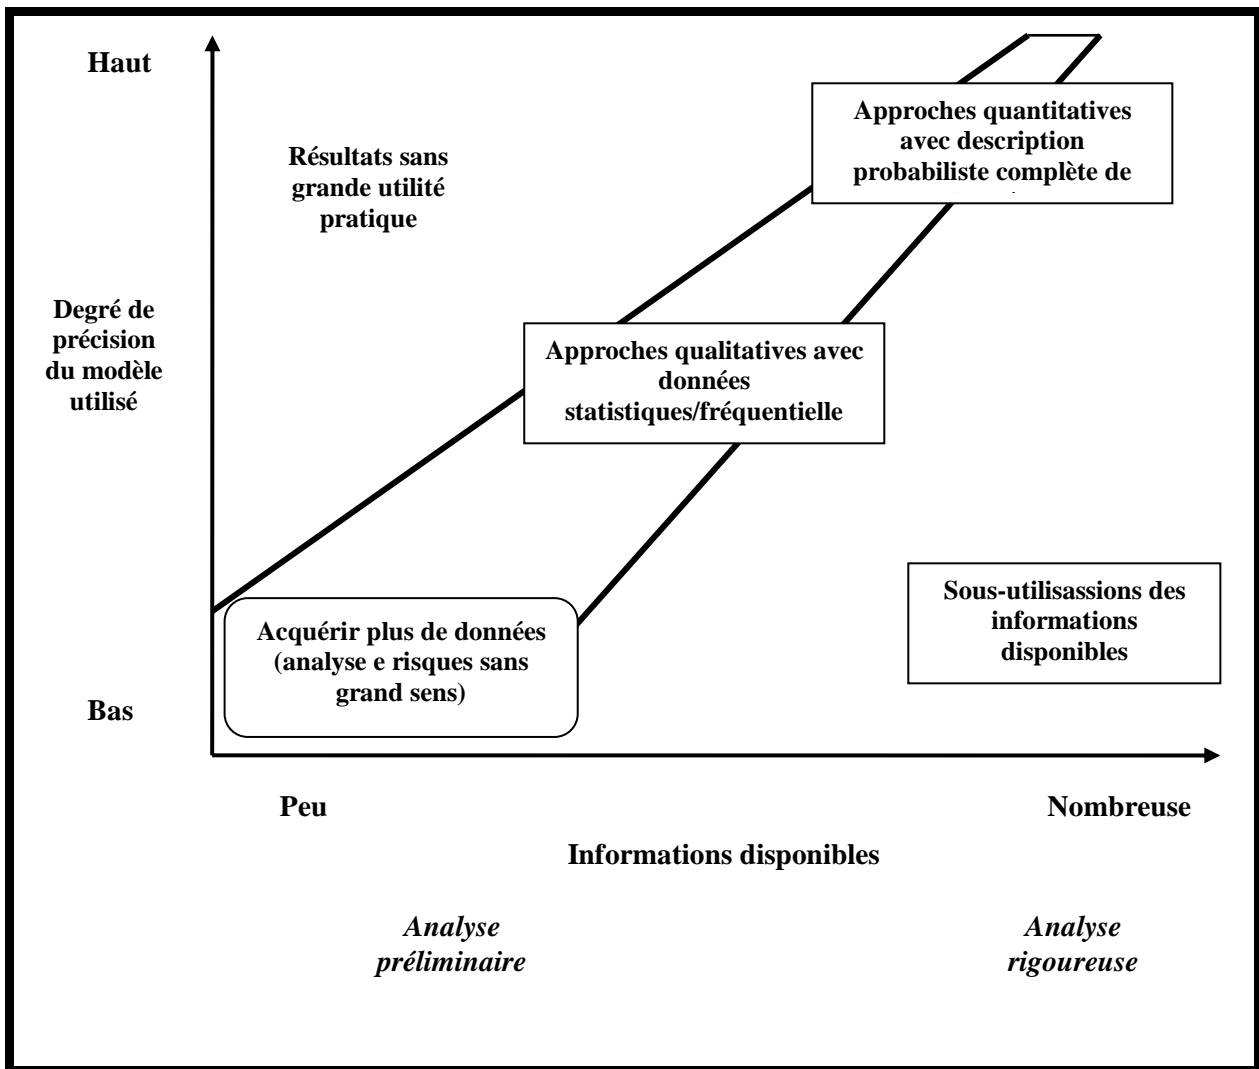 Haut
Résultats sans
grande utilité
pratique
Approches quantitatives
avec description
probabiliste complète de
Degré de
précision
du modèle
utilisé
Approches qualitatives avec
données
statistiques/fréquentielle
Acquérir plus de données
(analyse e risques sans
grand sens)
Sous-utilisassions des
informations
disponibles
Bas
Peu
Nombreuse
Informations disponibles
Analyse
préliminaire
Analyse
rigoureuse